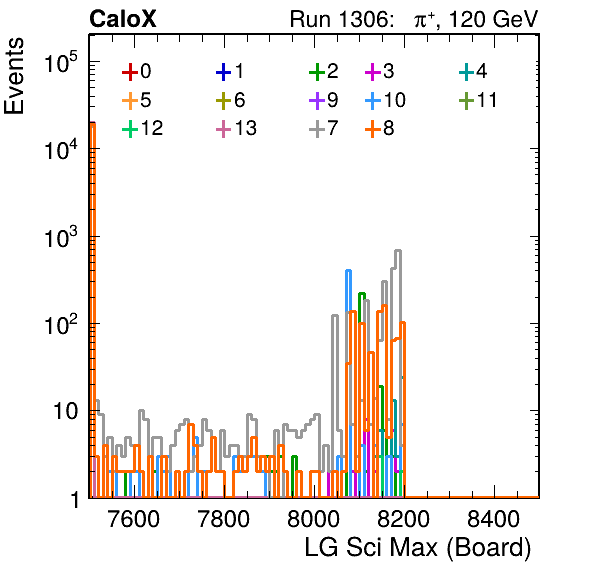 CaloX Run 1306: π⁺, 120 GeV
Events
10⁵
10⁴
10³
10²
10
1
0 1 2 3 4
5 6 9 10 11
12 13 7 8
7600 7800 8000 8200 8400
LG Sci Max (Board)